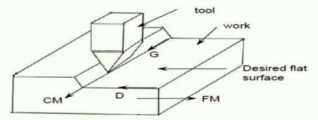 tool
work
G
Desired flat
surface
CM
D
FM